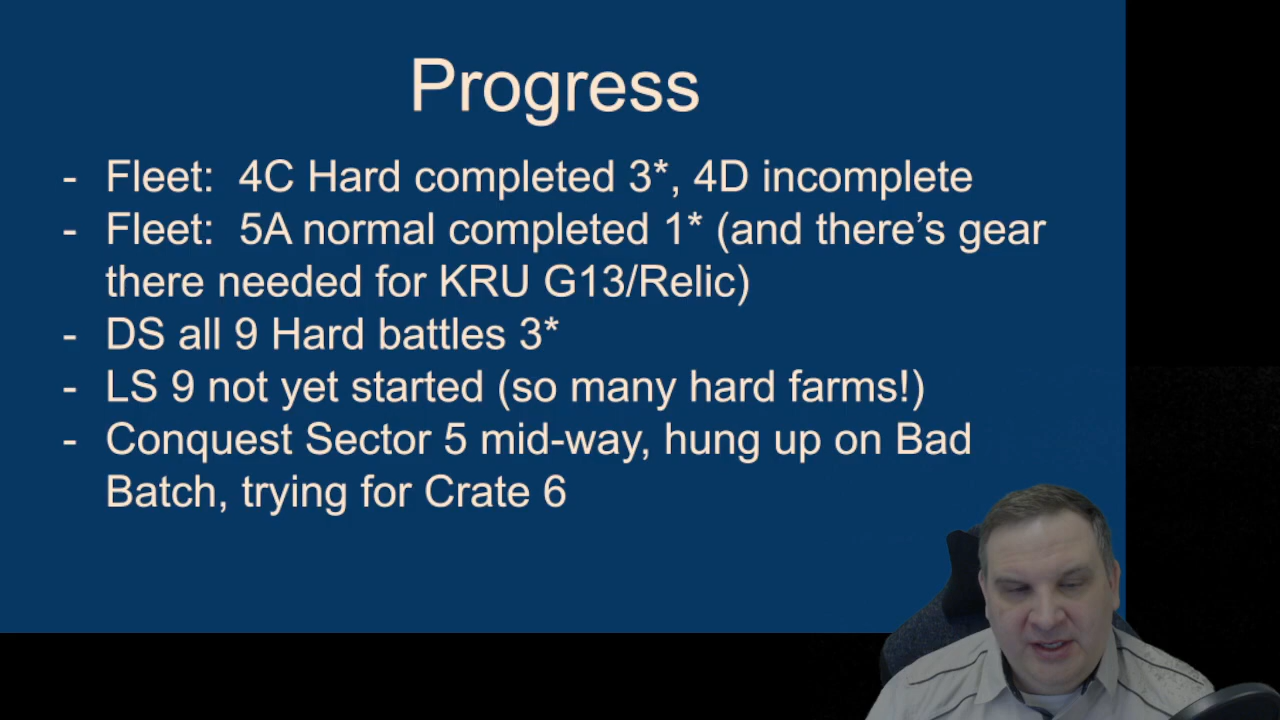 Progress
- Fleet:  4C Hard completed 3*, 4D incomplete
- Fleet:  5A normal completed 1* (and there’s gear
there needed for KRU G13/Relic)
- DS all 9 Hard battles 3*
- LS 9 not yet started (so many hard farms!)
- Conquest Sector 5 mid-way, hung up on Bad
Batch, trying for Crate 6